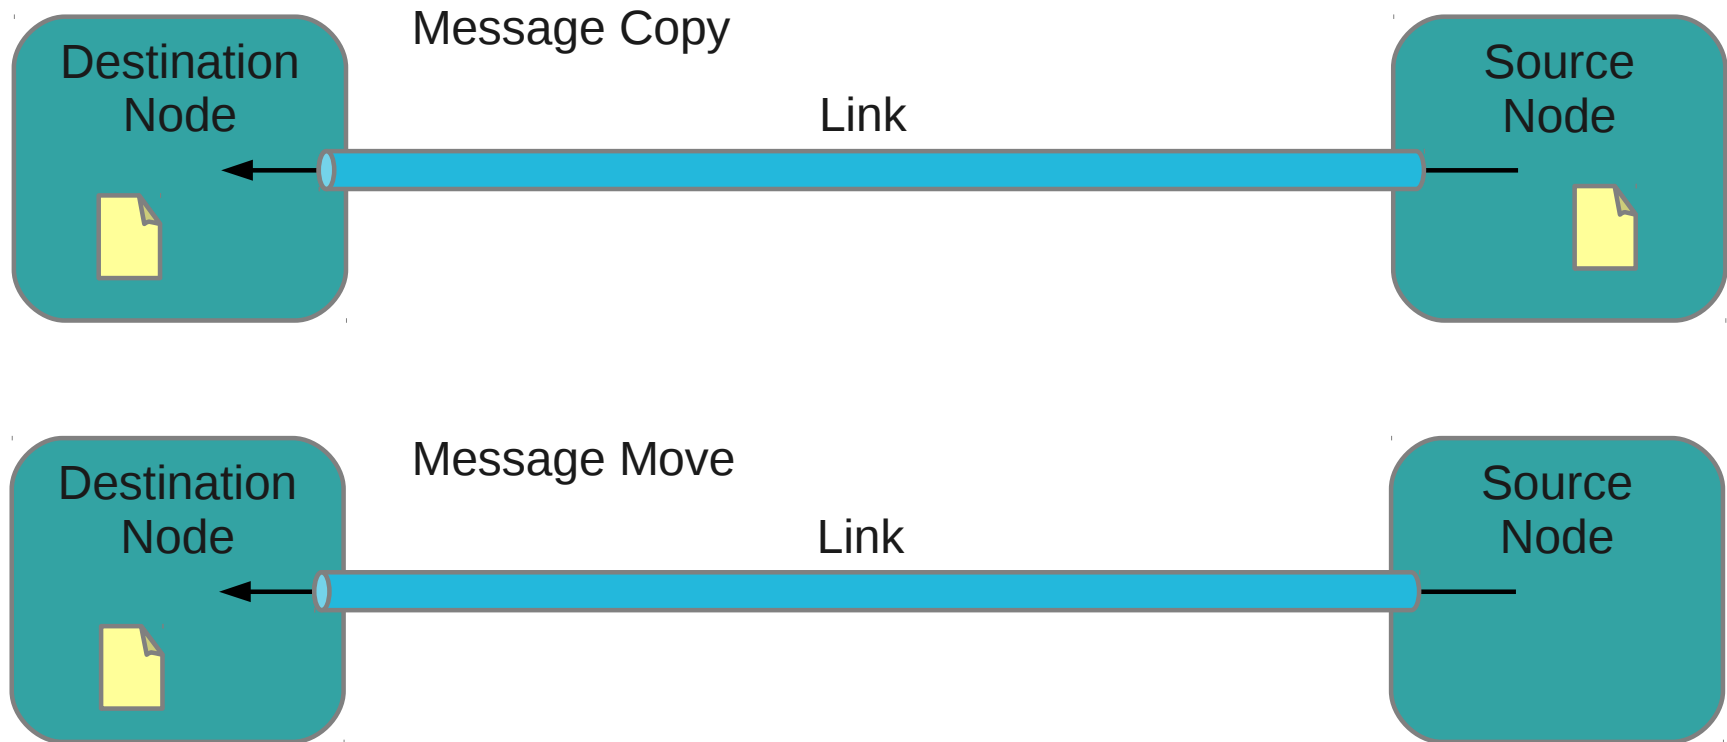 Message Copy
Destination
Node
Link
Source
Node
Message Move
Destination
Node
Link
Source
Node